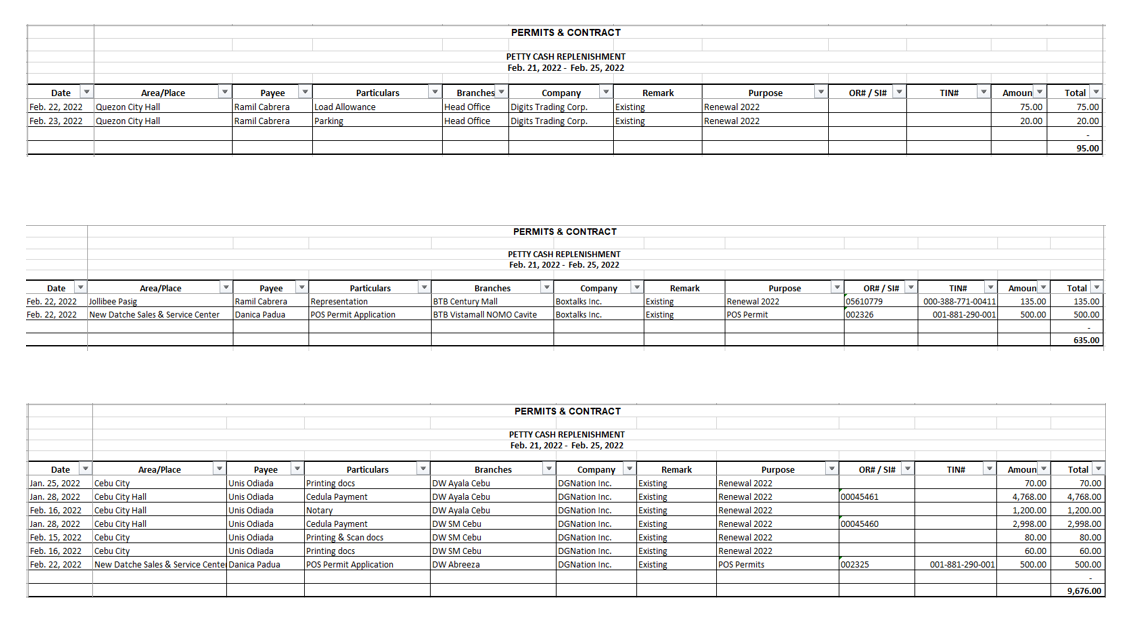 PERMITS & CONTRACT
PETTY CASH REPLENISHMENT
Feb. 21, 2022 - Feb. 25, 2022
Date Area/Place Payee Particulars Branches Company Remark Purpose OR# / SI# TIN# Amoun Total
Feb. 22, 2022 Quezon City Hall Ramil Cabrera Load Allowance Head Office Digits Trading Corp. Existing Renewal 2022 75.00 75.00
Feb. 23, 2022 Quezon City Hall Ramil Cabrera Parking Head Office Digits Trading Corp. Existing Renewal 2022 20.00 20.00
-
95.00
PERMITS & CONTRACT
PETTY CASH REPLENISHMENT
Feb. 21, 2022 - Feb. 25, 2022
Date Area/Place Payee Particulars Branches Company Remark Purpose OR# / SI# TIN# Amoun Total
Feb. 22, 2022 Jollibee Pasig Ramil Cabrera Representation BTB Century Mall Boxtalks Inc. Existing Renewal 2022 05610779 000-388-771-00411 135.00 135.00
Feb. 22, 2022 New Datche Sales & Service Center Danica Padua POS Permit Application BTB Vistamall NOMO Cavite Boxtalks Inc. Existing POS Permit 002326 001-881-290-001 500.00 500.00
-
635.00
PERMITS & CONTRACT
PETTY CASH REPLENISHMENT
Feb. 21, 2022 - Feb. 25, 2022
Date Area/Place Payee Particulars Branches Company Remark Purpose OR# / SI# TIN# Amoun Total
Jan. 25, 2022 Cebu City Unis Odiada Printing docs DW Ayala Cebu DGNation Inc. Existing Renewal 2022 70.00 70.00
Jan. 28, 2022 Cebu City Hall Unis Odiada Cedula Payment DW Ayala Cebu DGNation Inc. Existing Renewal 2022 00045461 4,768.00 4,768.00
Feb. 16, 2022 Cebu City Hall Unis Odiada Notary DW Ayala Cebu DGNation Inc. Existing Renewal 2022 1,200.00 1,200.00
Jan. 28, 2022 Cebu City Hall Unis Odiada Cedula Payment DW SM Cebu DGNation Inc. Existing Renewal 2022 00045460 2,998.00 2,998.00
Feb. 15, 2022 Cebu City Unis Odiada Printing & Scan docs DW SM Cebu DGNation Inc. Existing Renewal 2022 80.00 80.00
Feb. 16, 2022 Cebu City Unis Odiada Printing docs DW SM Cebu DGNation Inc. Existing Renewal 2022 60.00 60.00
Feb. 22, 2022 New Datche Sales & Service Cente Danica Padua POS Permit Application DW Abreeza DGNation Inc. Existing POS Permits 002325 001-881-290-001 500.00 500.00
-
9,676.00